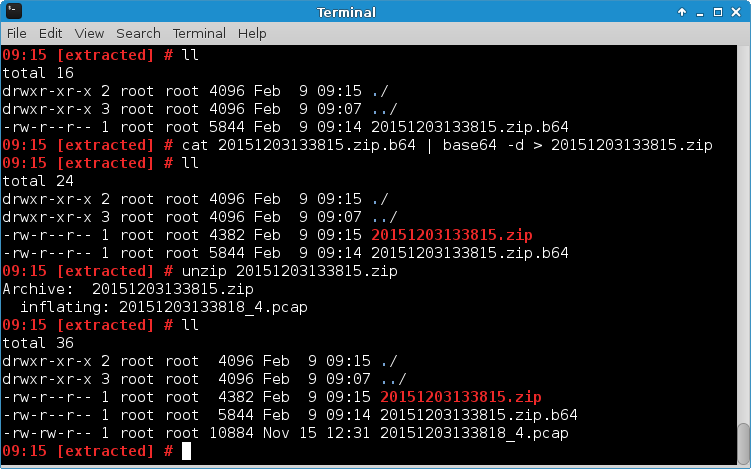 Terminal
File Edit View Search Terminal Help
09:15 [extracted] # ll
total 16
drwxr-xr-x 2 root root 4096 Feb  9 09:15 ./
drwxr-xr-x 3 root root 4096 Feb  9 09:07 ../
-rw-r--r-- 1 root root 5844 Feb  9 09:14 20151203133815.zip.b64
09:15 [extracted] # cat 20151203133815.zip.b64 | base64 -d > 20151203133815.zip
09:15 [extracted] # ll
total 24
drwxr-xr-x 2 root root 4096 Feb  9 09:15 ./
drwxr-xr-x 3 root root 4096 Feb  9 09:07 ../
-rw-r--r-- 1 root root 4382 Feb  9 09:15 20151203133815.zip
-rw-r--r-- 1 root root 5844 Feb  9 09:14 20151203133815.zip.b64
09:15 [extracted] # unzip 20151203133815.zip
Archive:  20151203133815.zip
  inflating: 20151203133818_4.pcap
09:15 [extracted] # ll
total 36
drwxr-xr-x 2 root root  4096 Feb  9 09:15 ./
drwxr-xr-x 3 root root  4096 Feb  9 09:07 ../
-rw-r--r-- 1 root root  4382 Feb  9 09:15 20151203133815.zip
-rw-r--r-- 1 root root  5844 Feb  9 09:14 20151203133815.zip.b64
-rw-rw-r-- 1 root root 10884 Nov 15 12:31 20151203133818_4.pcap
09:15 [extracted] #